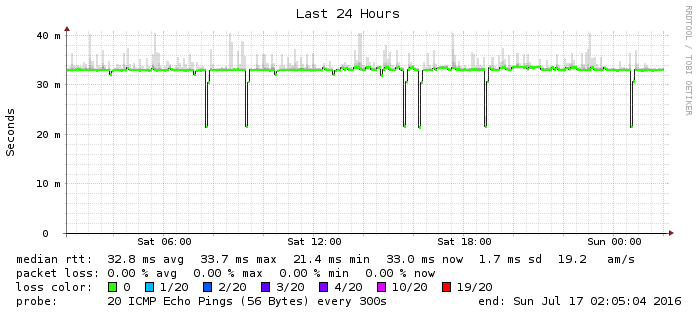 Last 24 Hours
RRDTOOL / TOBI OETIKER
Seconds
40 m
30 m
20 m
10 m
0
Sat 06:00 Sat 12:00 Sat 18:00 Sun 00:00
median rtt: 32.8 ms avg 33.7 ms max 21.4 ms min 33.0 ms now 1.7 ms sd 19.2 am/s
packet loss: 0.00 % avg 0.00 % max 0.00 % min 0.00 % now
loss color: 0 1/20 2/20 3/20 4/20 10/20 19/20
probe: 20 ICMP Echo Pings (56 Bytes) every 300s end: Sun Jul 17 02:05:04 2016